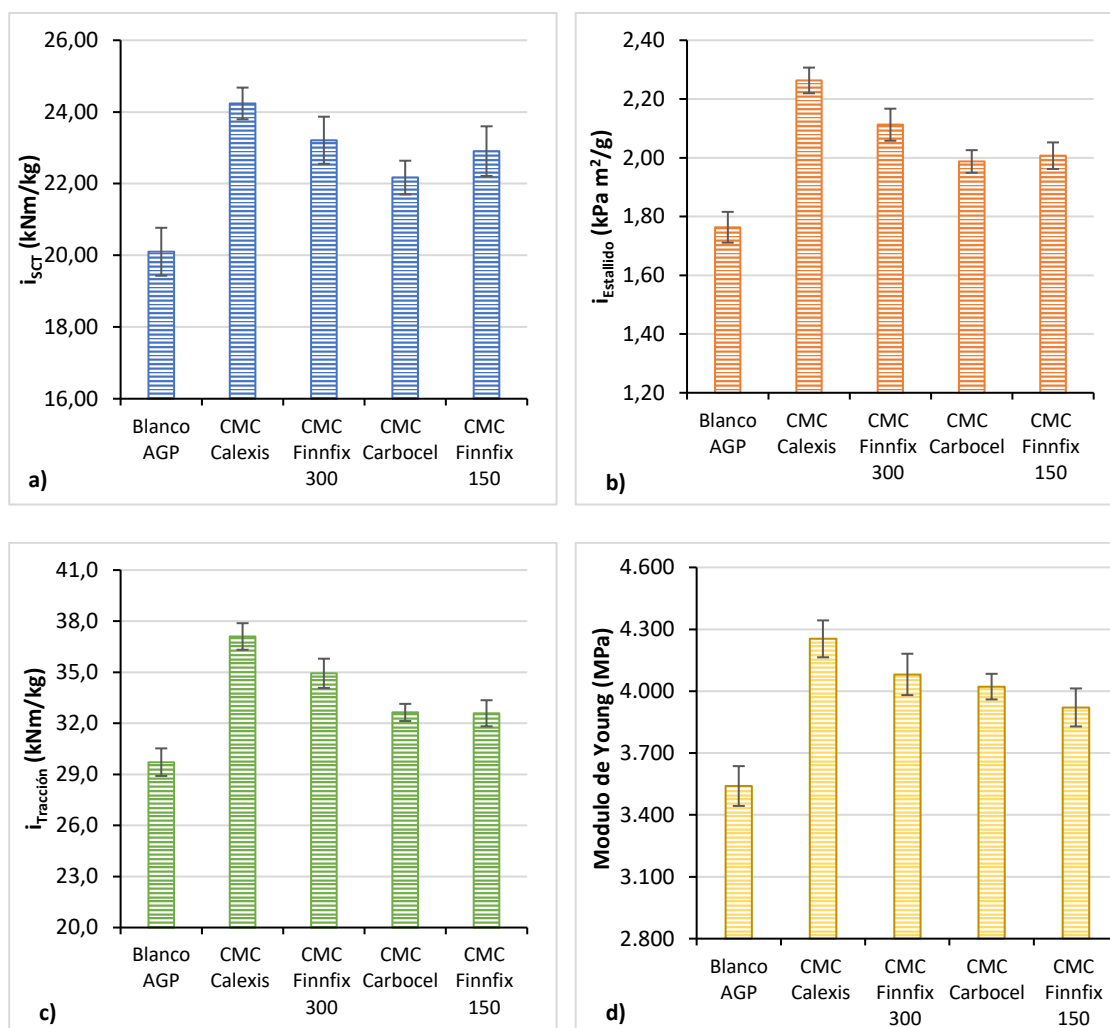 26,00
24,00
22,00
20,00
18,00
16,00
iSCT (kNm/kg)
Blanco AGP
CMC Calexis
CMC Finnfix 300
CMC Carbocel
CMC Finnfix 150
a)
2,40
2,20
2,00
1,80
1,60
1,40
1,20
iEstallido (kPa m²/g)
Blanco AGP
CMC Calexis
CMC Finnfix 300
CMC Carbocel
CMC Finnfix 150
b)
41,0
38,0
35,0
32,0
29,0
26,0
23,0
20,0
iTracción (kNm/kg)
Blanco AGP
CMC Calexis
CMC Finnfix 300
CMC Carbocel
CMC Finnfix 150
c)
4.600
4.300
4.000
3.700
3.400
3.100
2.800
Modulo de Young (MPa)
Blanco AGP
CMC Calexis
CMC Finnfix 300
CMC Carbocel
CMC Finnfix 150
d)